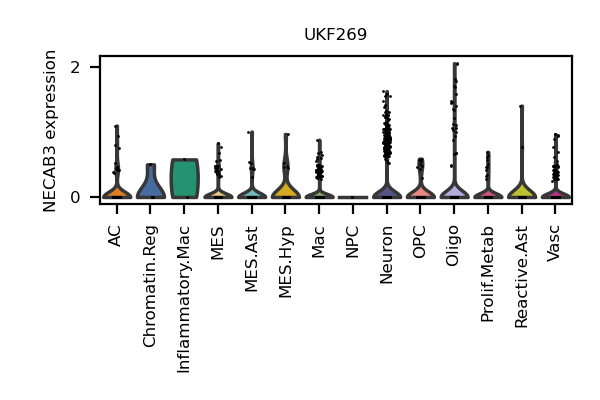 UKF269
NECAB3 expression
2
0
AC
Chromatin.Reg
Inflammatory.Mac
MES
MES.Ast
MES.Hyp
Mac
NPC
Neuron
OPC
Oligo
Prolif.Metab
Reactive.Ast
Vasc